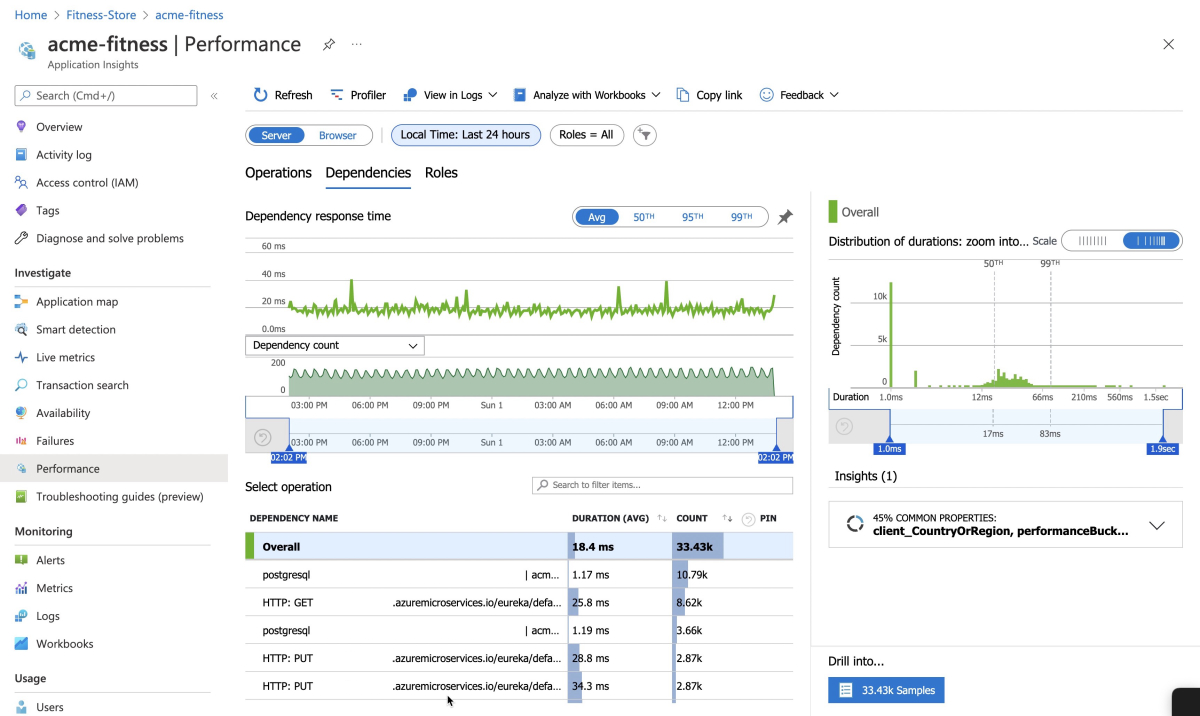 Home > Fitness-Store > acme-fitness
acme-fitness | Performance
...
Application Insights
Search (Cmd+/)
«
Overview
Activity log
Access control (IAM)
Tags
Diagnose and solve problems
Investigate
Application map
Smart detection
Live metrics
Transaction search
Availability
Failures
Performance
Troubleshooting guides (preview)
Monitoring
Alerts
Metrics
Logs
Workbooks
Usage
Users
Refresh Profiler View in Logs Analyze with Workbooks Copy link Feedback
Server Browser Local Time: Last 24 hours Roles = All
Operations Dependencies Roles
Dependency response time Avg 50TH 95TH 99TH
60 ms
40 ms
20 ms
0.0ms
Dependency count
200
0
03:00 PM 06:00 PM 09:00 PM Sun 1 03:00 AM 06:00 AM 09:00 AM 12:00 PM
03:00 PM 06:00 PM 09:00 PM Sun 1 03:00 AM 06:00 AM 09:00 AM 12:00 PM
02:02 PM 02:02 PM
Select operation Search to filter items...
DEPENDENCY NAME DURATION (AVG) COUNT PIN
Overall 18.4 ms 33.43k
postgresql | acm... 1.17 ms 10.79k
HTTP: GET .azuremicroservices.io/eureka/defa... 25.8 ms 8.62k
postgresql | acm... 1.19 ms 3.66k
HTTP: PUT .azuremicroservices.io/eureka/defa... 28.8 ms 2.87k
HTTP: PUT .azuremicroservices.io/eureka/defa... 34.3 ms 2.87k
Overall
Distribution of durations: zoom into... Scale
50TH 99TH
Dependency count
10k
5k
0
Duration 1.0ms 12ms 66ms 210ms 560ms 1.5sec
17ms 83ms
1.0ms 1.9sec
Insights (1)
45% COMMON PROPERTIES:
client_CountryOrRegion, performanceBuck...
Drill into...
33.43k Samples